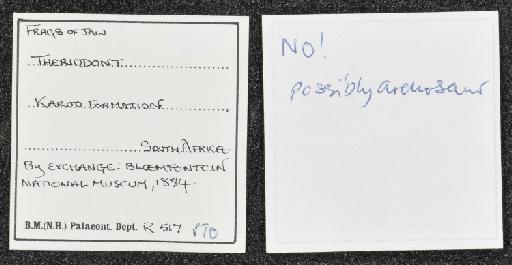 FRAGS OF JAW
THERIODONT
KAROO FORMATION
SOUTH AFRICA
BY EXCHANGE: BLOEMFONTEIN
NATIONAL MUSEUM, 1884.
B.M.(N.H.) Palaeont. Dept. R 517 PTO
NO!
possibly archosaur